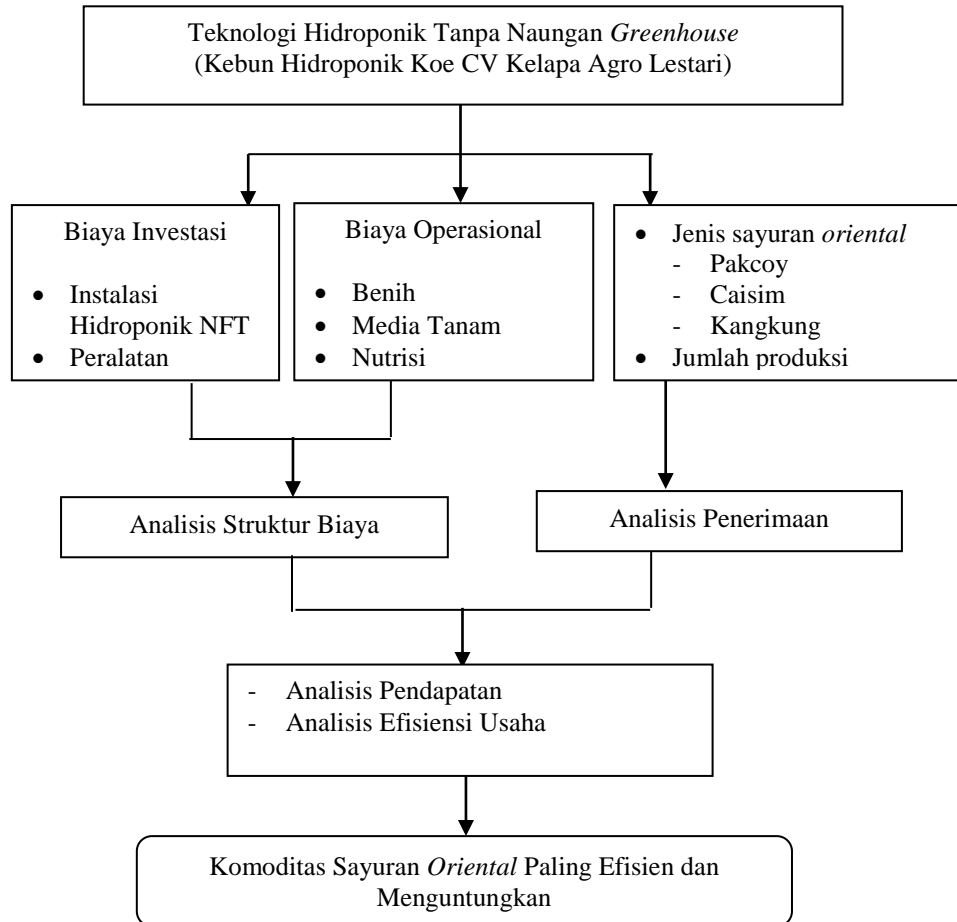 Teknologi Hidroponik Tanpa Naungan Greenhouse
(Kebun Hidroponik Koe CV Kelapa Agro Lestari)
Biaya Investasi
• Instalasi
Hidroponik NFT
• Peralatan
Biaya Operasional
• Benih
• Media Tanam
• Nutrisi
• Jenis sayuran oriental
- Pakcoy
- Caisim
- Kangkung
• Jumlah produksi
Analisis Struktur Biaya
Analisis Penerimaan
- Analisis Pendapatan
- Analisis Efisiensi Usaha
Komoditas Sayuran Oriental Paling Efisien dan
Menguntungkan